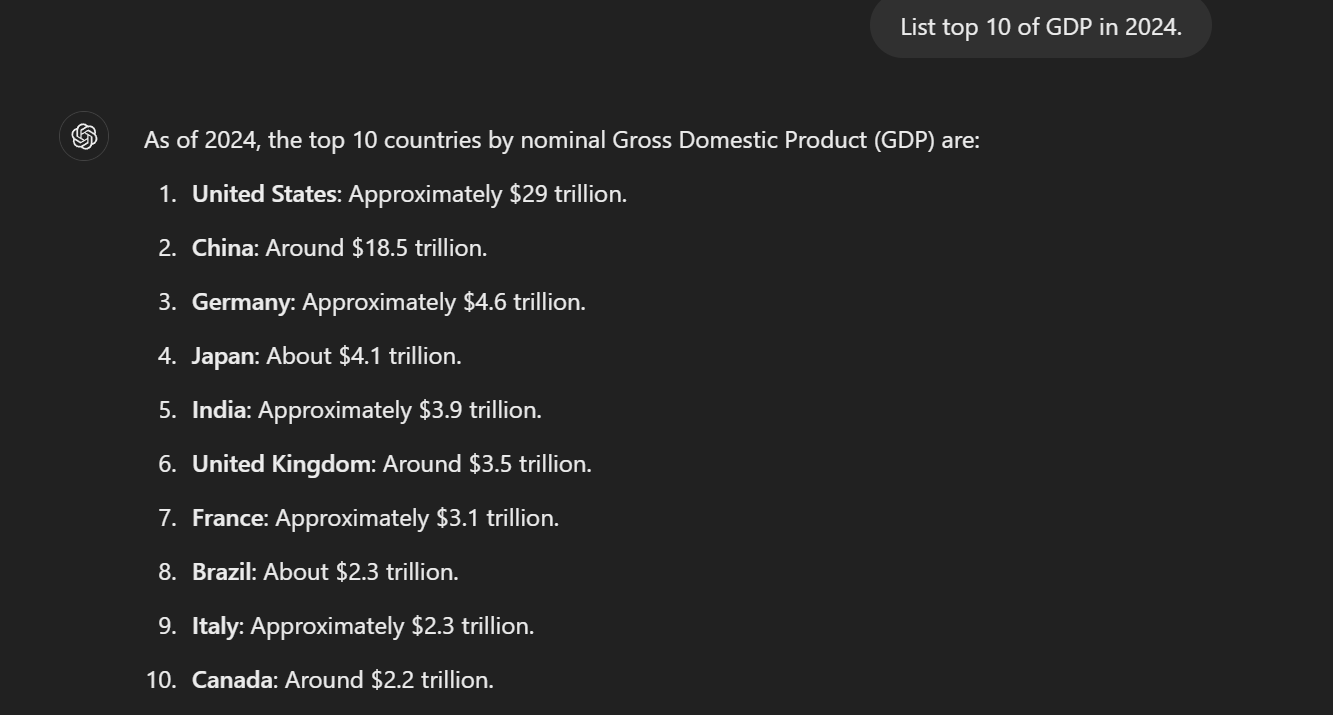 List top 10 of GDP in 2024.
As of 2024, the top 10 countries by nominal Gross Domestic Product (GDP) are:
1. United States: Approximately $29 trillion.
2. China: Around $18.5 trillion.
3. Germany: Approximately $4.6 trillion.
4. Japan: About $4.1 trillion.
5. India: Approximately $3.9 trillion.
6. United Kingdom: Around $3.5 trillion.
7. France: Approximately $3.1 trillion.
8. Brazil: About $2.3 trillion.
9. Italy: Approximately $2.3 trillion.
10. Canada: Around $2.2 trillion.